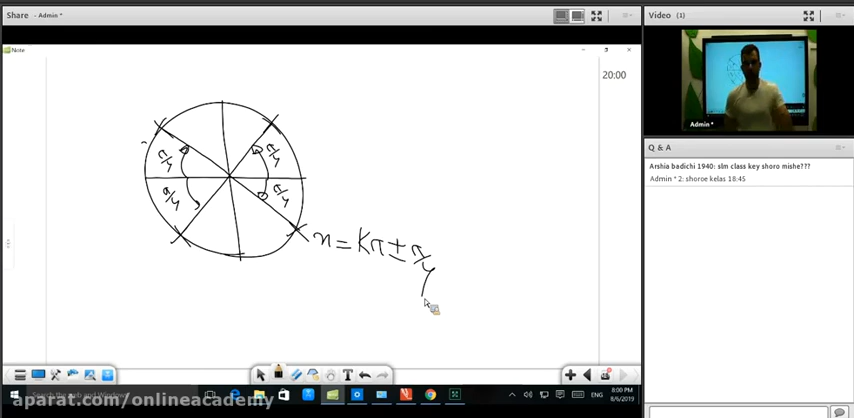 Share - Admin *
Video (1)
Note
20:00
π/4
π/4
π/4
π/4
x = Kπ ± π/4
Admin *
Q & A
Arshia badichi 1940: slm class key shoro mishe???
Admin * 2: shoroe kelas 18:45
T
ENG
8:00 PM
8/6/2019
aparat.com/onlineacademy